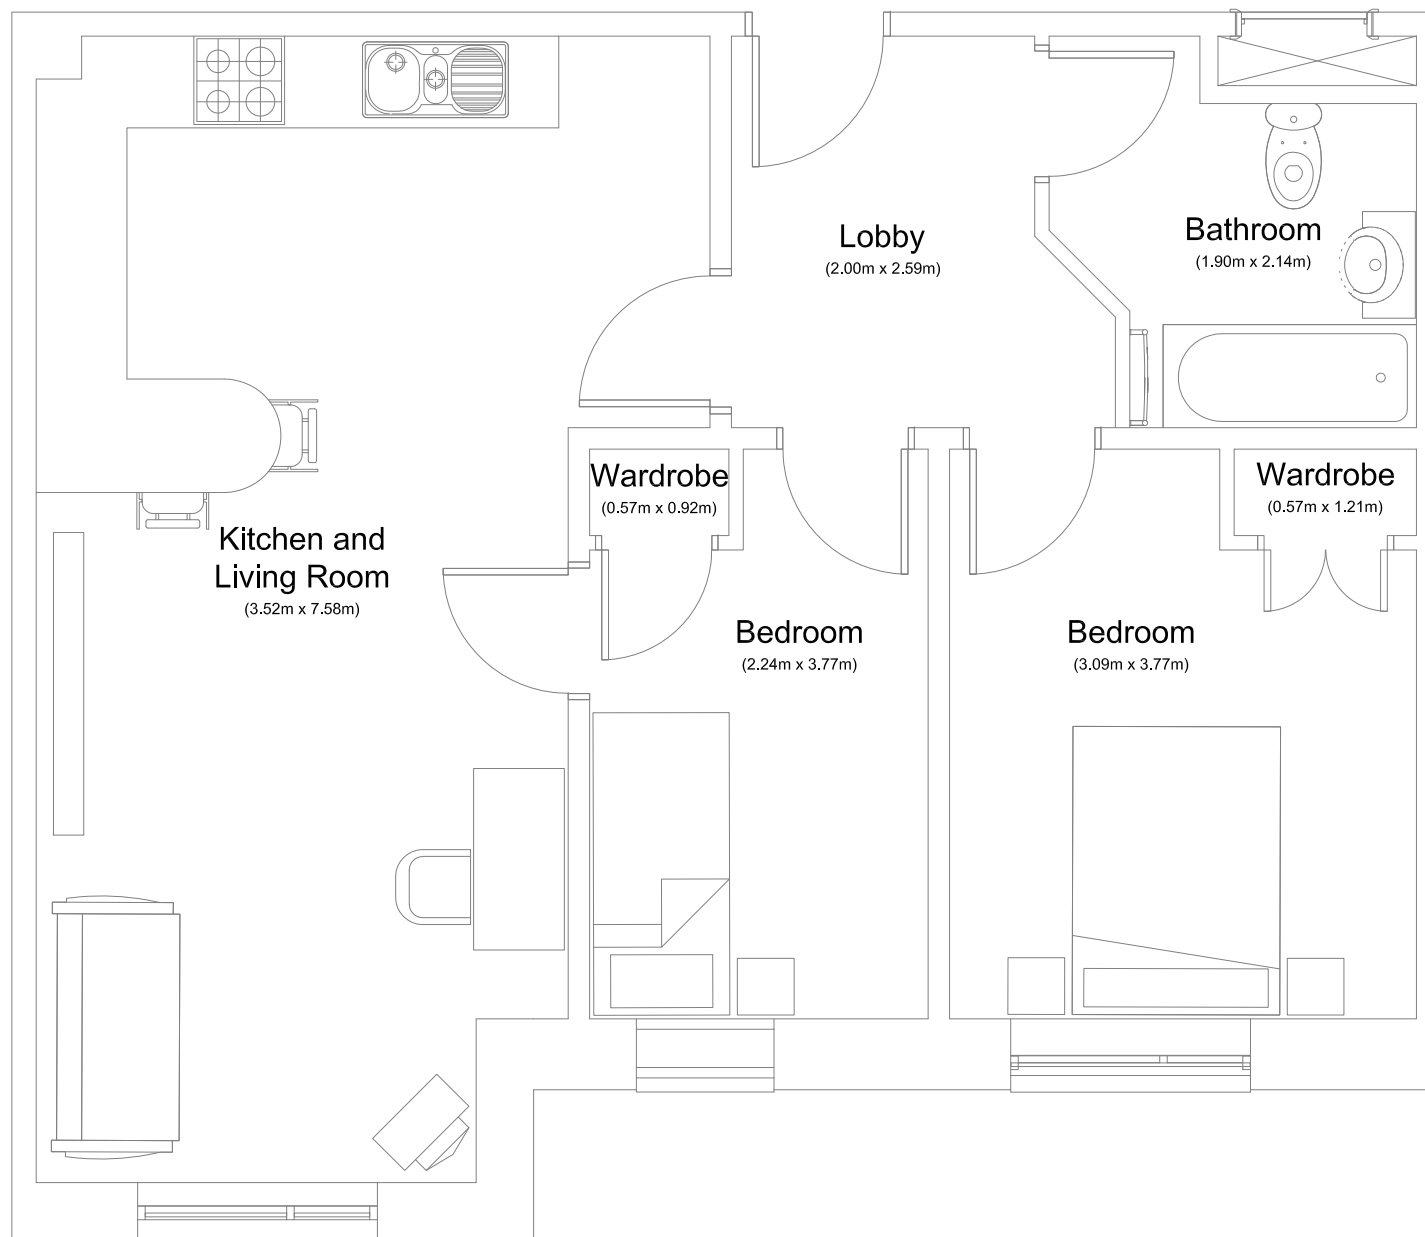 Lobby
(2.00m x 2.59m)
Bathroom
(1.90m x 2.14m)
Wardrobe
(0.57m x 0.92m)
Wardrobe
(0.57m x 1.21m)
Kitchen and
Living Room
(3.52m x 7.58m)
Bedroom
(2.24m x 3.77m)
Bedroom
(3.09m x 3.77m)